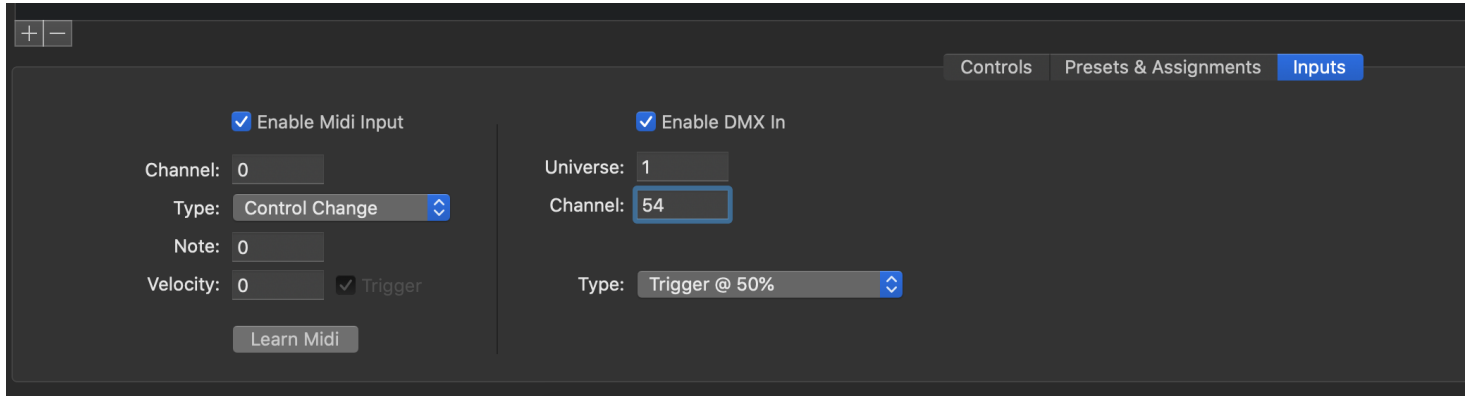 Controls
Presets & Assignments
Inputs
Enable Midi Input
Channel: 0
Type: Control Change
Note: 0
Velocity: 0
Trigger
Learn Midi
Enable DMX In
Universe: 1
Channel: 54
Type: Trigger @ 50%